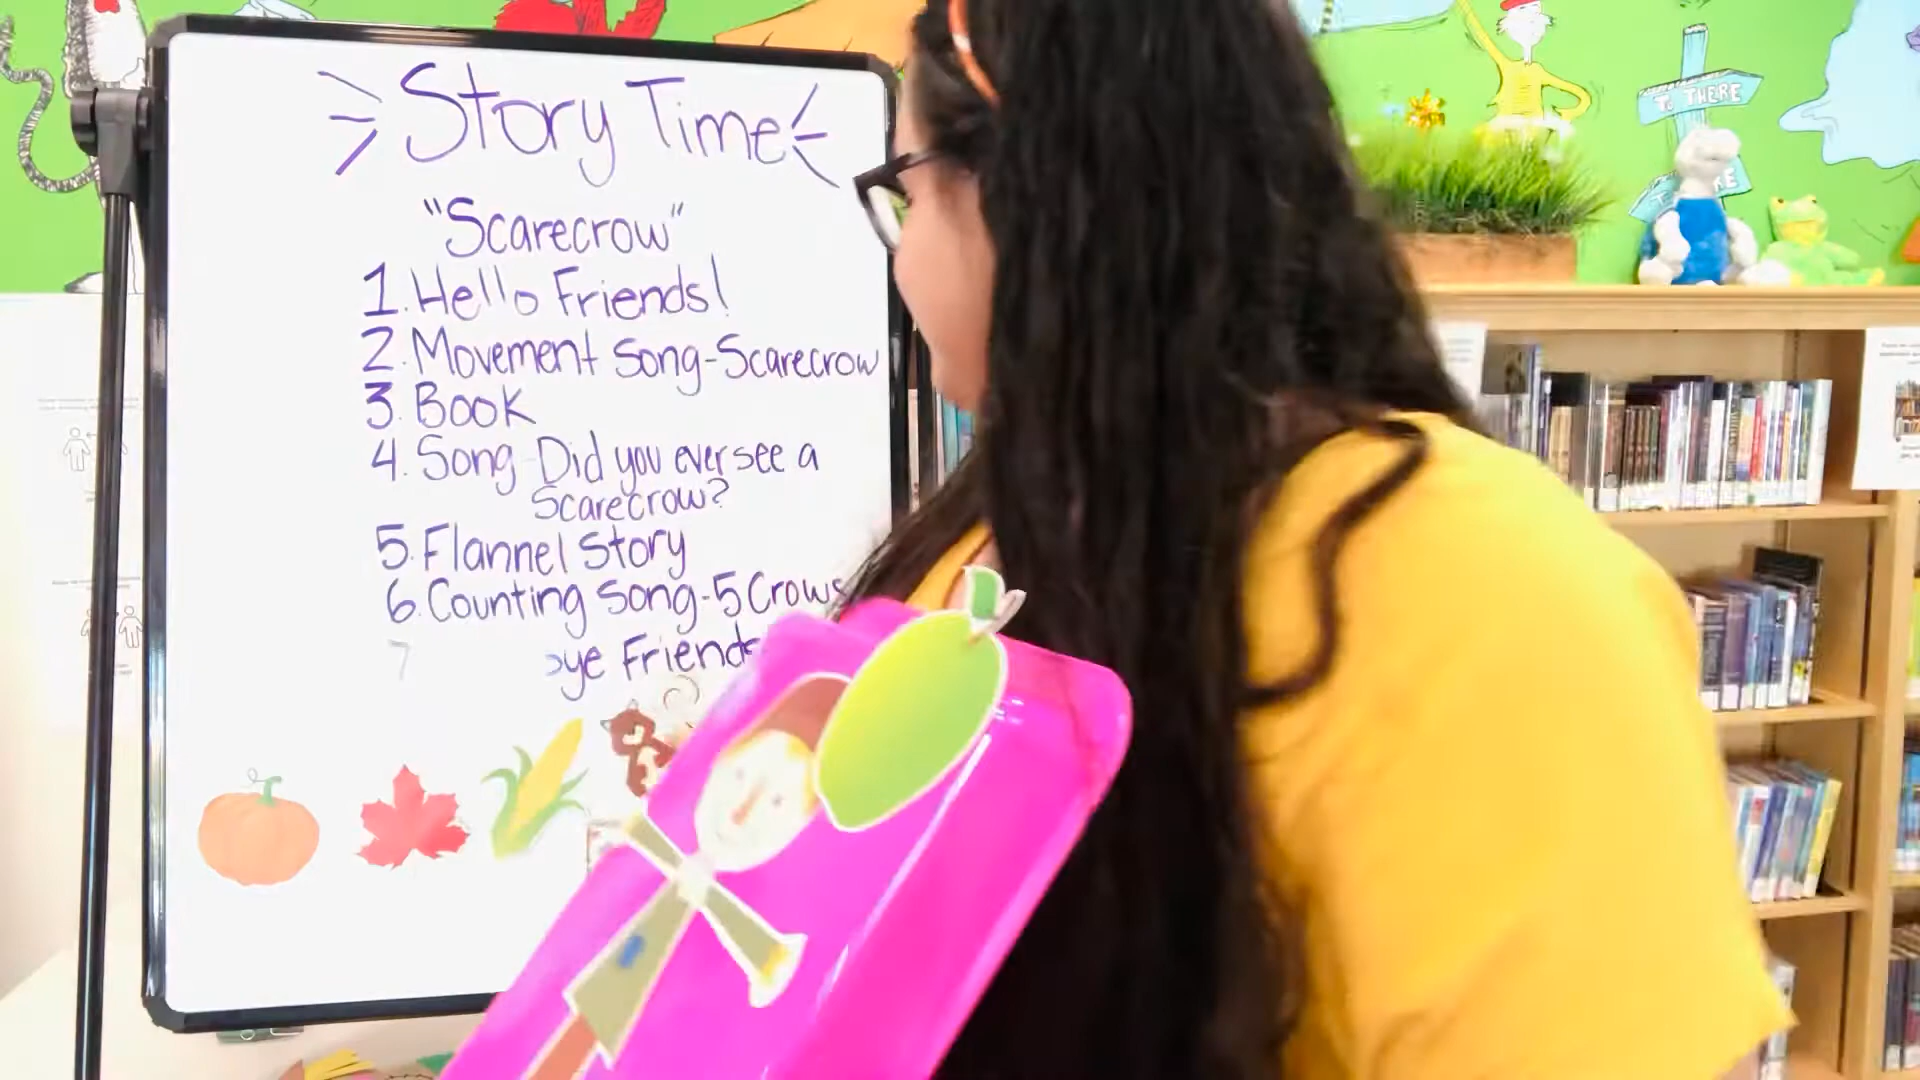 Story Time
"Scarecrow"
1. Hello Friends!
2. Movement Song-Scarecrow
3. Book
4. Song-Did you ever see a
Scarecrow?
5. Flannel Story
6. Counting Song-5 Crows
7 ye Friends
TO THERE